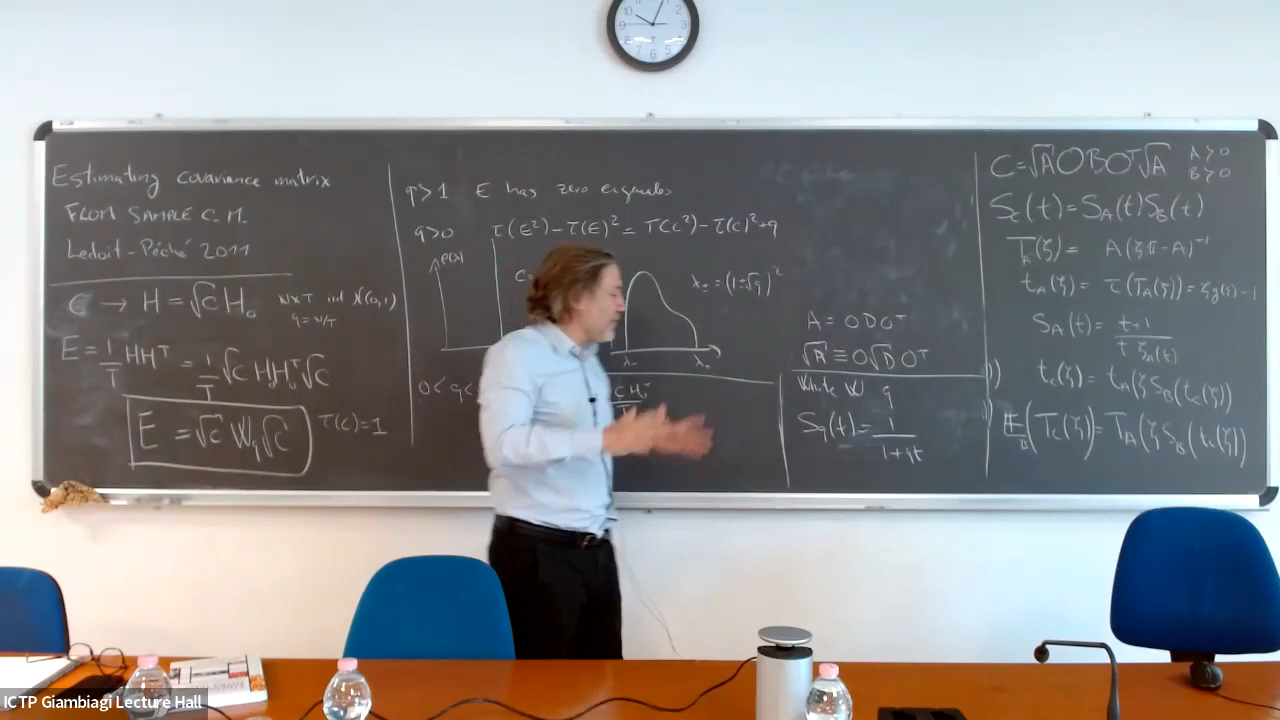 Estimating covariance matrix
FROM SAMPLE C.M.
Ledoit-Péché 2011
C → H = √C H₀ N×T iid N(0,1)
q = N/T
E = 1/T HHᵀ = 1/T √C H₀H₀ᵀ √C
E = √C W_q √C τ(C)=1
q>1 E has zero eigenvalues
q>0 τ(E²)-τ(E)² = τ(C²)-τ(C)²+q
ρ(λ)
C=
λ± = (1±√q)²
λ₋ λ₊
0<q<
A = ODOᵀ
√A ≡ O√D Oᵀ
White W q
S_q(t) = 1/(1+qt)
C = √A OBOᵀ √A A>0
B>0
S_C(t) = S_A(t) S_B(t)
T_A(ζ) = A(ζ𝟙-A)⁻¹
t_A(ζ) = τ(T_A(ζ)) = ζg(ζ)-1
S_A(t) = (t+1)/(t ζ_A(t))
t_C(ζ) = t_A(ζ S_B(t_C(ζ)))
E_B(T_C(ζ)) = T_A(ζ S_B(t_C(ζ)))
ICTP Giambiagi Lecture Hall